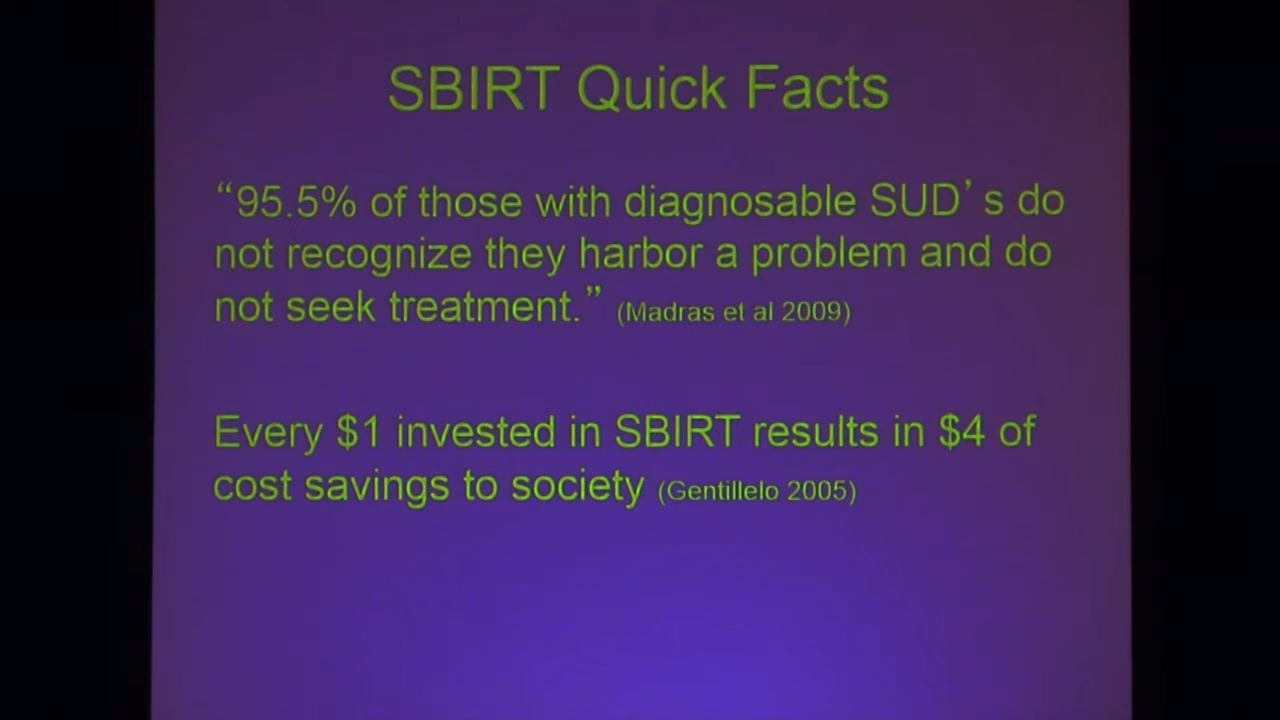 SBIRT Quick Facts
“95.5% of those with diagnosable SUD’s do
not recognize they harbor a problem and do
not seek treatment.” (Madras et al 2009)
Every $1 invested in SBIRT results in $4 of
cost savings to society (Gentillelo 2005)